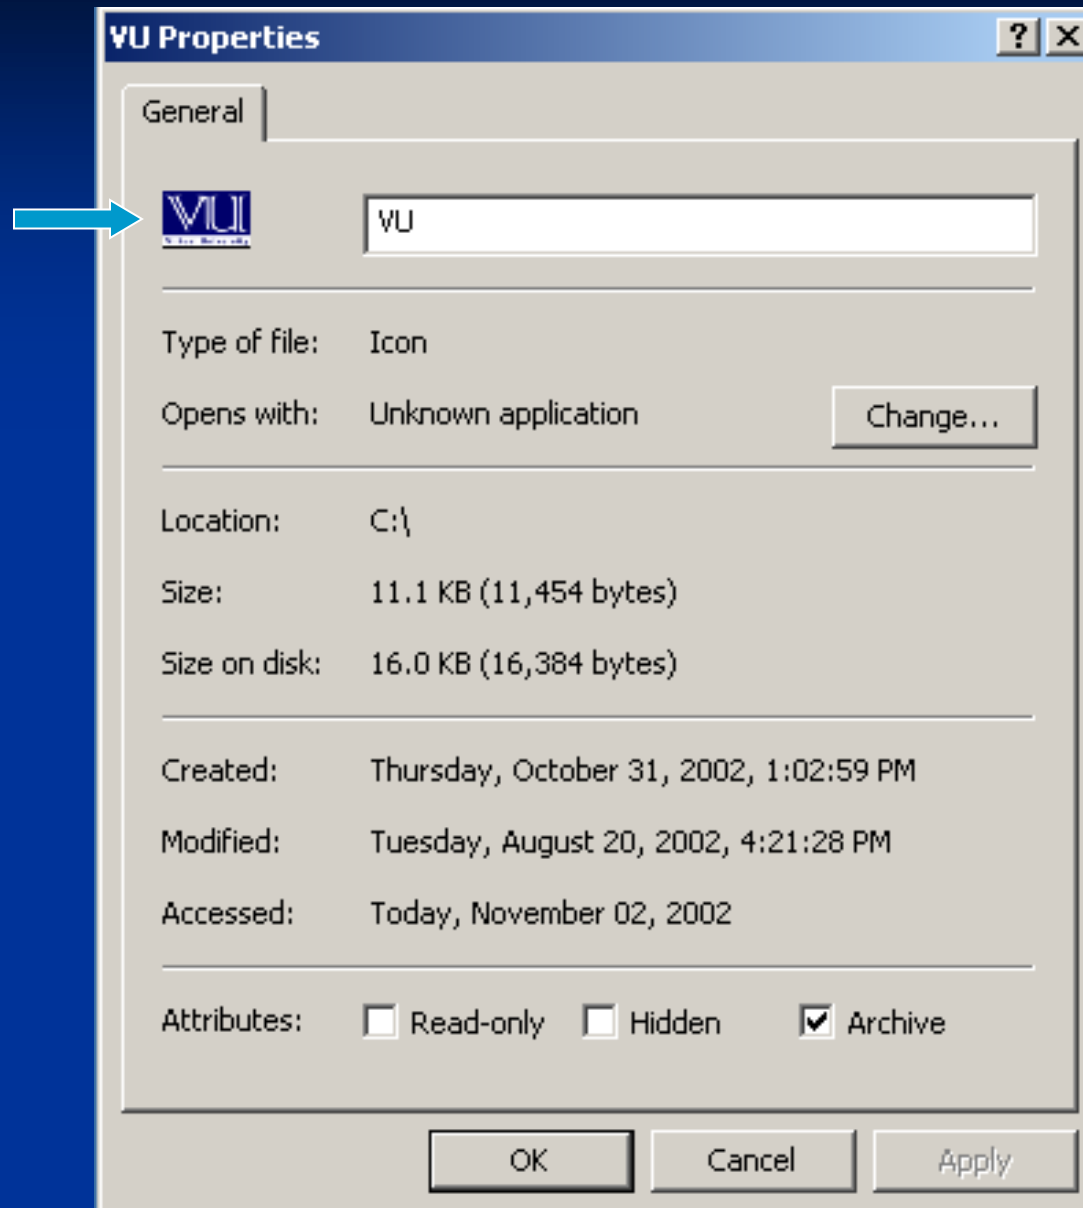 VU Properties
General
VU
VU
Type of file: Icon
Opens with: Unknown application Change...
Location: C:\
Size: 11.1 KB (11,454 bytes)
Size on disk: 16.0 KB (16,384 bytes)
Created: Thursday, October 31, 2002, 1:02:59 PM
Modified: Tuesday, August 20, 2002, 4:21:28 PM
Accessed: Today, November 02, 2002
Attributes: Read-only Hidden Archive
OK Cancel Apply